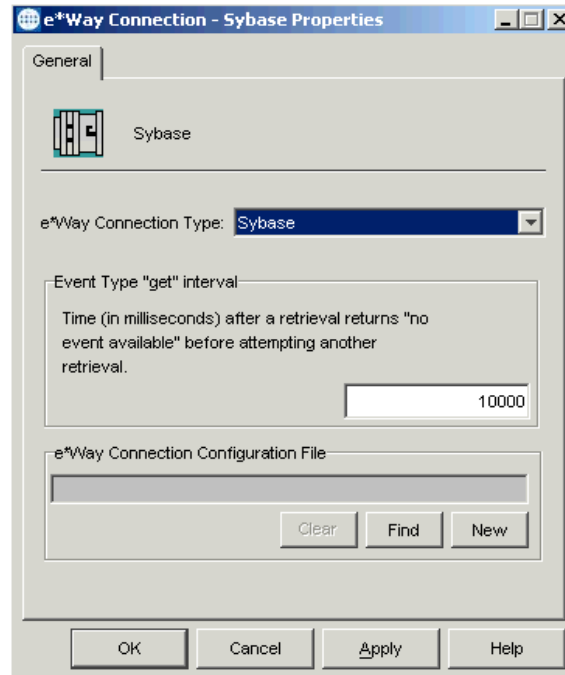 e*Way Connection - Sybase Properties
General
Sybase
e*Way Connection Type: Sybase
Event Type "get" interval
Time (in milliseconds) after a retrieval returns "no
event available" before attempting another
retrieval.
10000
e*Way Connection Configuration File
Clear Find New
OK Cancel Apply Help